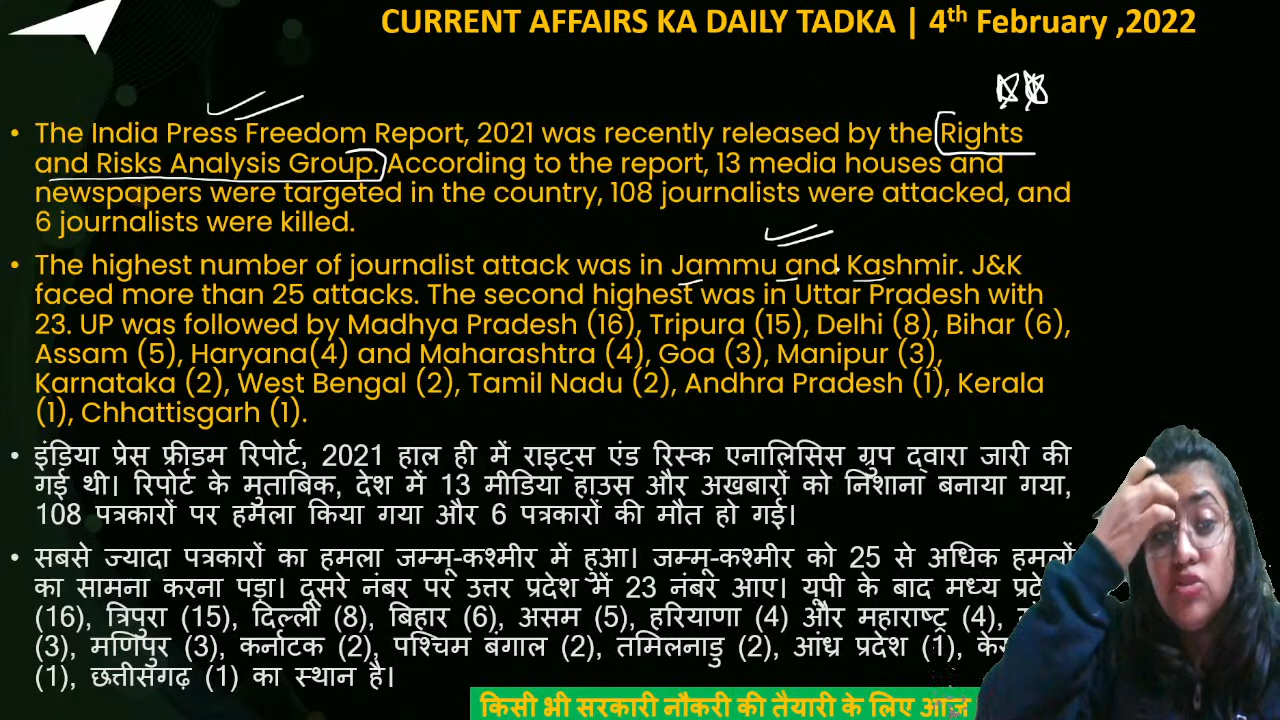 CURRENT AFFAIRS KA DAILY TADKA | 4th February ,2022
• The India Press Freedom Report, 2021 was recently released by the Rights
and Risks Analysis Group. According to the report, 13 media houses and
newspapers were targeted in the country, 108 journalists were attacked, and
6 journalists were killed.
• The highest number of journalist attack was in Jammu and Kashmir. J&K
faced more than 25 attacks. The second highest was in Uttar Pradesh with
23. UP was followed by Madhya Pradesh (16), Tripura (15), Delhi (8), Bihar (6),
Assam (5), Haryana(4) and Maharashtra (4), Goa (3), Manipur (3),
Karnataka (2), West Bengal (2), Tamil Nadu (2), Andhra Pradesh (1), Kerala
(1), Chhattisgarh (1).
• इंडिया प्रेस फ्रीडम रिपोर्ट, 2021 हाल ही में राइट्स एंड रिस्क एनालिसिस ग्रुप द्वारा जारी की
गई थी। रिपोर्ट के मुताबिक, देश में 13 मीडिया हाउस और अखबारों को निशाना बनाया गया,
108 पत्रकारों पर हमला किया गया और 6 पत्रकारों की मौत हो गई।
• सबसे ज्यादा पत्रकारों का हमला जम्मू-कश्मीर में हुआ। जम्मू-कश्मीर को 25 से अधिक हमलों
का सामना करना पड़ा। दूसरे नंबर पर उत्तर प्रदेश में 23 नंबर आए। यूपी के बाद मध्य
(16), त्रिपुरा (15), दिल्ली (8), बिहार (6), असम (5), हरियाणा (4) और महाराष्ट्र (4),
(3), मणिपुर (3), कर्नाटक (2), पश्चिम बंगाल (2), तमिलनाडु (2), आंध्र प्रदेश (1),
(1), छत्तीसगढ़ (1) का स्थान है।
किसी भी सरकारी नौकरी की तैयारी के लिए आज